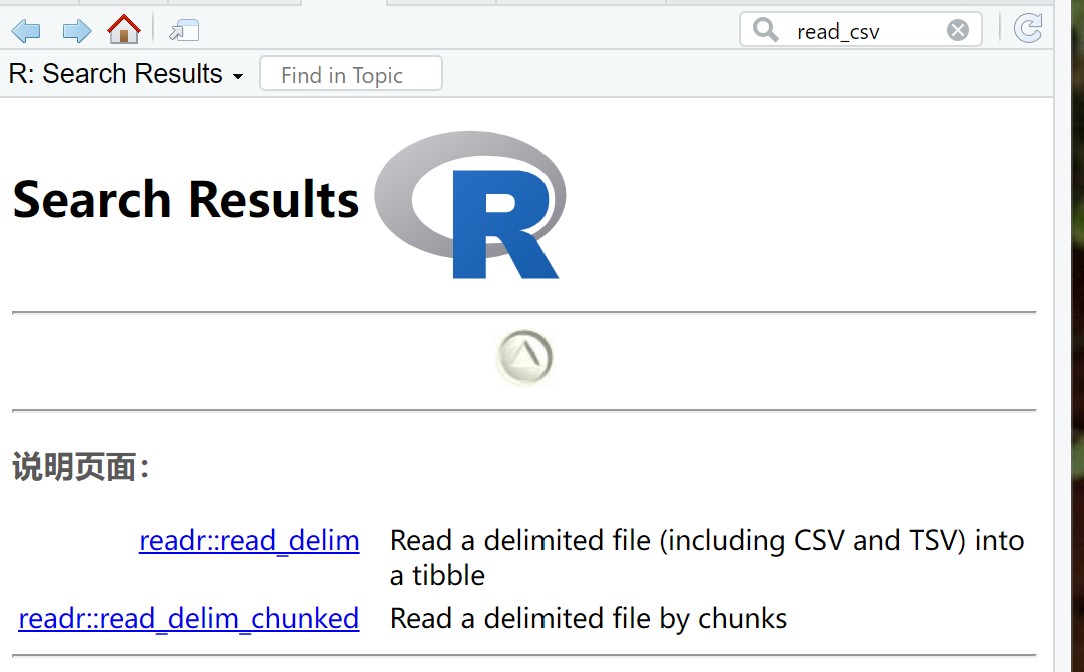 read_csv
R: Search Results
Find in Topic
Search Results R
说明页面：
readr::read_delim Read a delimited file (including CSV and TSV) into
a tibble
readr::read_delim_chunked Read a delimited file by chunks